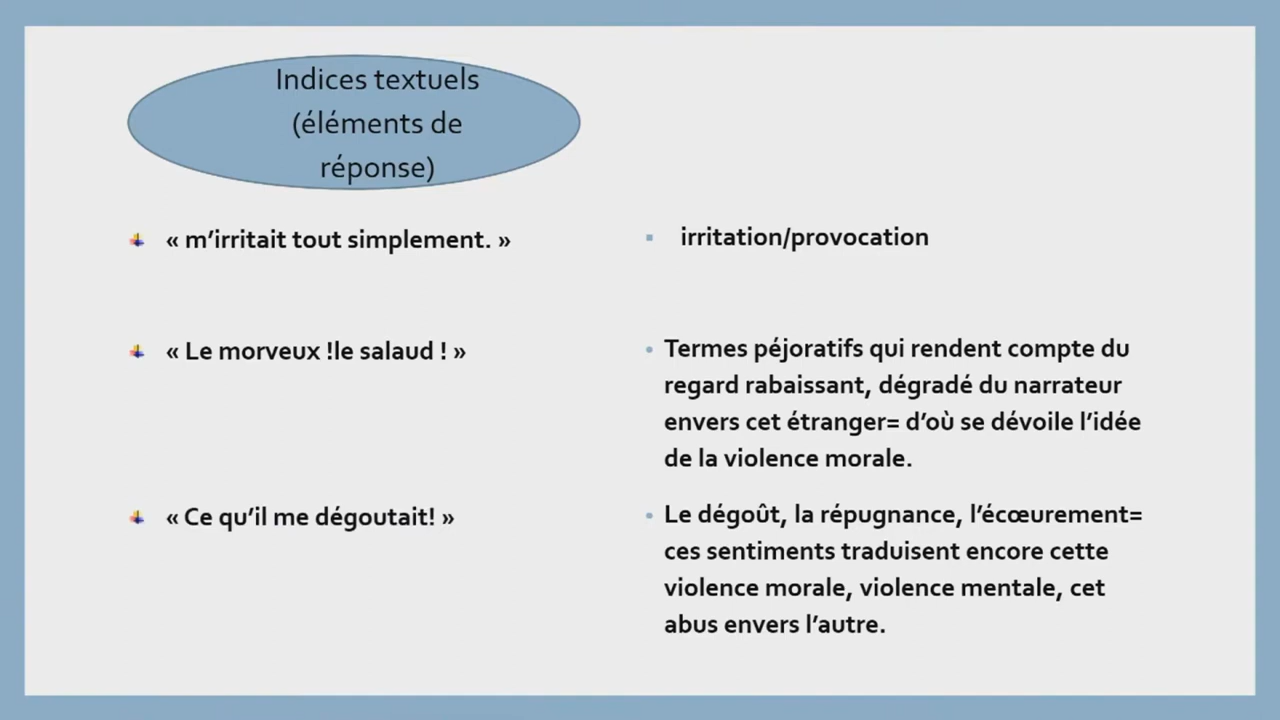 Indices textuels
(éléments de
réponse)
« m’irritait tout simplement. »
irritation/provocation
« Le morveux !le salaud ! »
Termes péjoratifs qui rendent compte du
regard rabaissant, dégradé du narrateur
envers cet étranger= d’où se dévoile l’idée
de la violence morale.
« Ce qu’il me dégoutait! »
Le dégoût, la répugnance, l’écœurement=
ces sentiments traduisent encore cette
violence morale, violence mentale, cet
abus envers l’autre.